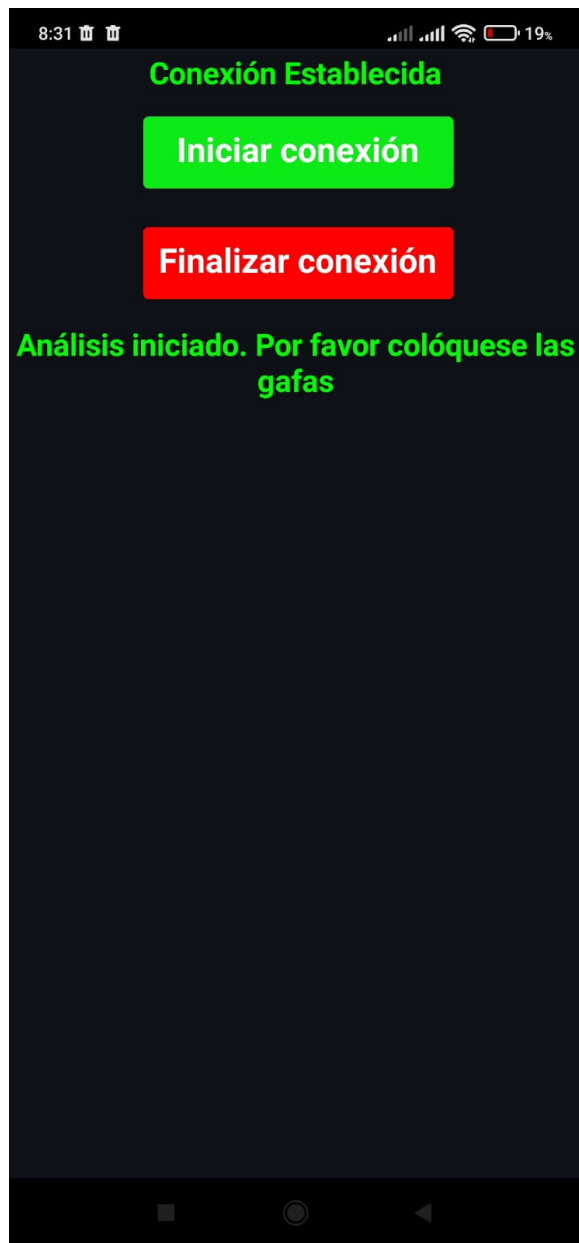 8:31 19%
Conexión Establecida
Iniciar conexión
Finalizar conexión
Análisis iniciado. Por favor colóquese las
gafas